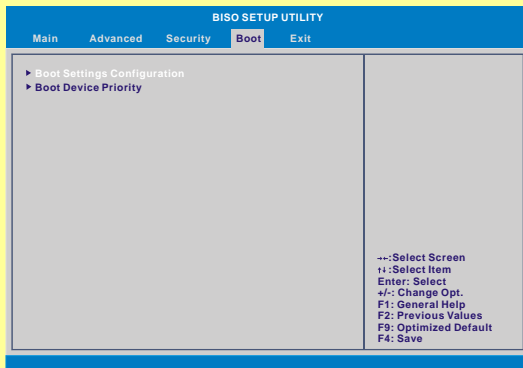 BISO SETUP UTILITY
Main Advanced Security Boot Exit
Boot Settings Configuration
Boot Device Priority
→←:Select Screen
↑↓:Select Item
Enter: Select
+/-: Change Opt.
F1: General Help
F2: Previous Values
F9: Optimized Default
F4: Save